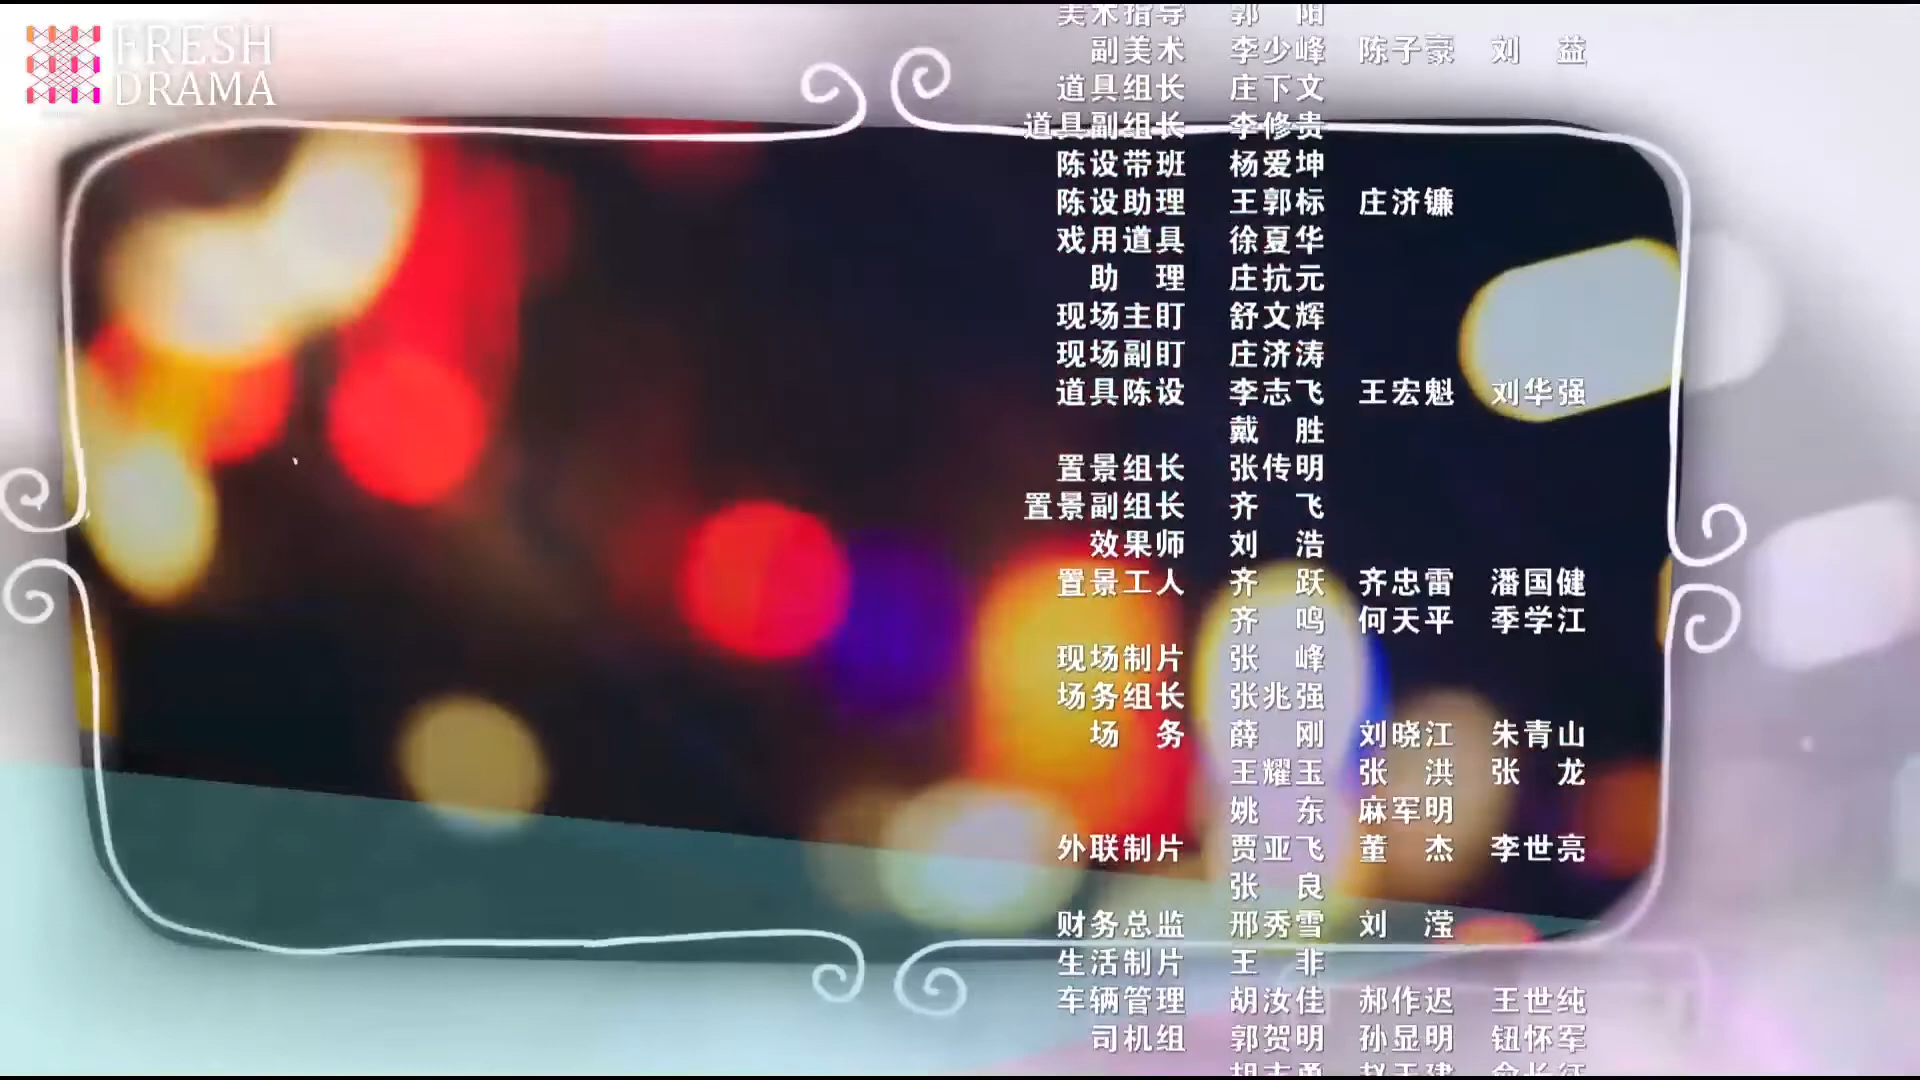 FRESH
DRAMA
美术指导 郭 阳
副美术 李少峰 陈子豪 刘 益
道具组长 庄下文
道具副组长 李修贵
陈设带班 杨爱坤
陈设助理 王郭标 庄济镰
戏用道具 徐夏华
助 理 庄抗元
现场主盯 舒文辉
现场副盯 庄济涛
道具陈设 李志飞 王宏魁 刘华强
戴 胜
置景组长 张传明
置景副组长 齐 飞
效果师 刘 浩
置景工人 齐 跃 齐忠雷 潘国健
齐 鸣 何天平 季学江
现场制片 张 峰
场务组长 张兆强
场 务 薛 刚 刘晓江 朱青山
王耀玉 张 洪 张 龙
姚 东 麻军明
外联制片 贾亚飞 董 杰 李世亮
张 良
财务总监 邢秀雪 刘 滢
生活制片 王 非
车辆管理 胡汝佳 郝作迟 王世纯
司机组 郭贺明 孙显明 钮怀军